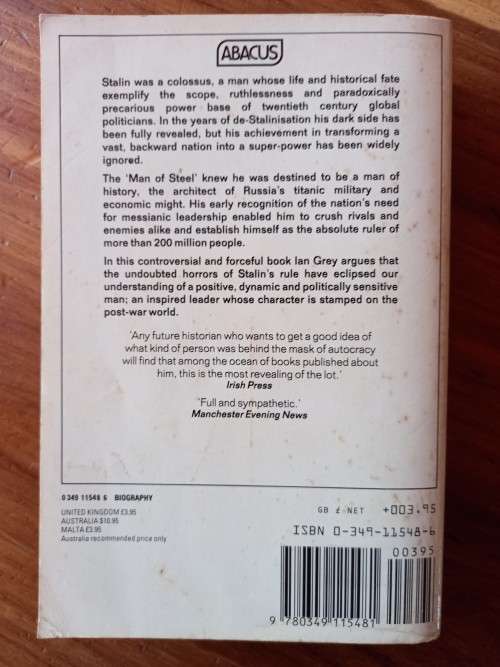 ABACUS
Stalin was a colossus, a man whose life and historical fate
exemplify the scope, ruthlessness and paradoxically
precarious power base of twentieth century global
politicians. In the years of de-Stalinisation his dark side has
been fully revealed, but his achievement in transforming a
vast, backward nation into a super-power has been widely
ignored.
The 'Man of Steel' knew he was destined to be a man of
history, the architect of Russia's titanic military and
economic might. His early recognition of the nation's need
for messianic leadership enabled him to crush rivals and
enemies alike and establish himself as the absolute ruler of
more than 200 million people.
In this controversial and forceful book Ian Grey argues that
the undoubted horrors of Stalin's rule have eclipsed our
understanding of a positive, dynamic and politically sensitive
man; an inspired leader whose character is stamped on the
post-war world.
'Any future historian who wants to get a good idea of
what kind of person was behind the mask of autocracy
will find that among the ocean of books published about
him, this is the most revealing of the lot.'
Irish Press
'Full and sympathetic.'
Manchester Evening News
0 349 11548 6 BIOGRAPHY
UNITED KINGDOM £3.95
AUSTRALIA $10.95
MALTA £3.95
Australia recommended price only
GB £ NET +003.95
ISBN 0-349-11548-6
00395
9 780349 115481